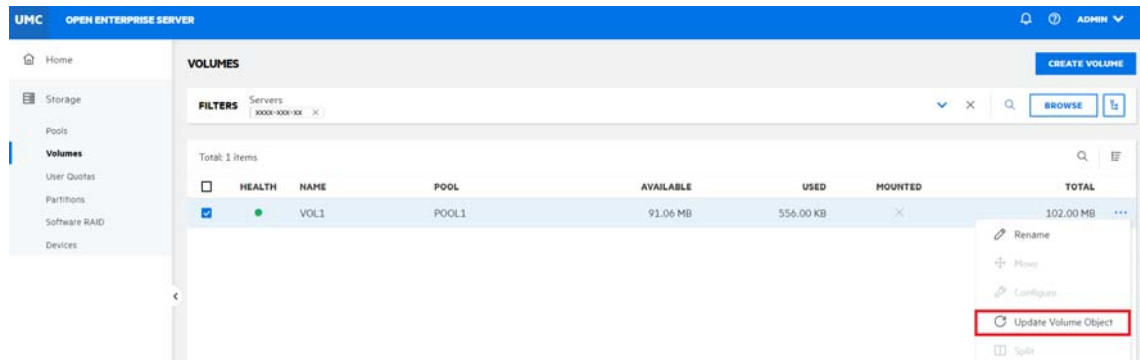 UMC OPEN ENTERPRISE SERVER ADMIN
Home
Storage
Pools
Volumes
User Quotas
Partitions
Software RAID
Devices
VOLUMES CREATE VOLUME
FILTERS Servers BROWSE
xxxx-xxx-xx
Total: 1 items
HEALTH NAME POOL AVAILABLE USED MOUNTED TOTAL
VOL1 POOL1 91.06 MB 556.00 KB 102.00 MB
Rename
Move
Configure
Update Volume Object
Split